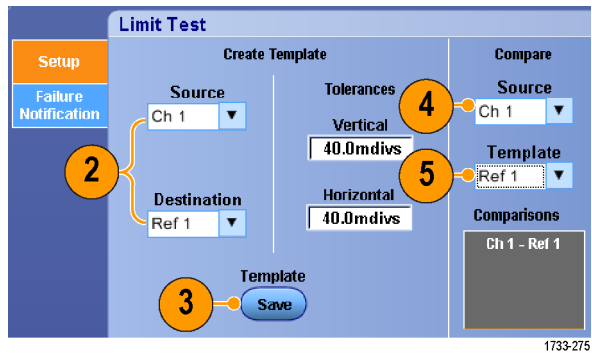 Limit Test
Setup
Failure
Notification
Create Template
Source
Ch 1
2
Destination
Ref 1
Tolerances
Vertical
40.0mdivs
Horizontal
40.0mdivs
Template
3
Save
Compare
Source
4
Ch 1
Template
5
Ref 1
Comparisons
Ch 1 - Ref 1
1733-275